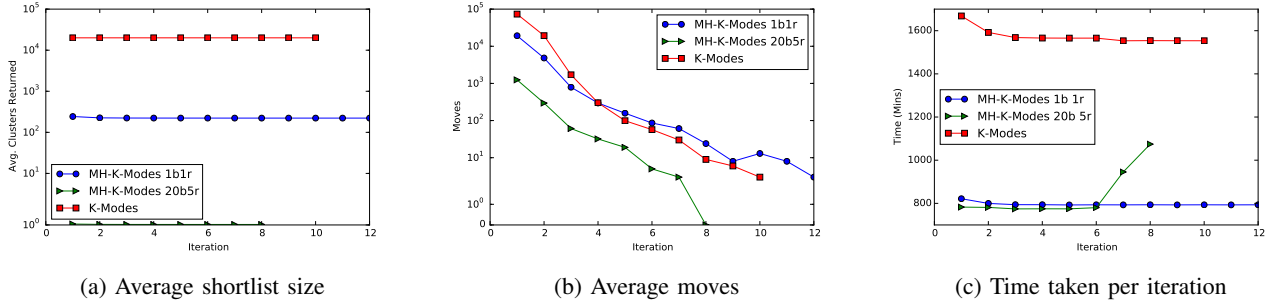 10^5
10^4
10^3
10^2
10^1
10^0
Avg. Clusters Returned
MH-K-Modes 1b1r
MH-K-Modes 20b5r
K-Modes
0 2 4 6 8 10 12
Iteration
(a) Average shortlist size
10^5
10^4
10^3
10^2
10^1
10^0
0
Moves
MH-K-Modes 1b1r
MH-K-Modes 20b5r
K-Modes
0 2 4 6 8 10 12
Iteration
(b) Average moves
1600
1400
1200
1000
800
Time (Mins)
MH-K-Modes 1b 1r
MH-K-Modes 20b 5r
K-Modes
0 2 4 6 8 10 12
Iteration
(c) Time taken per iteration